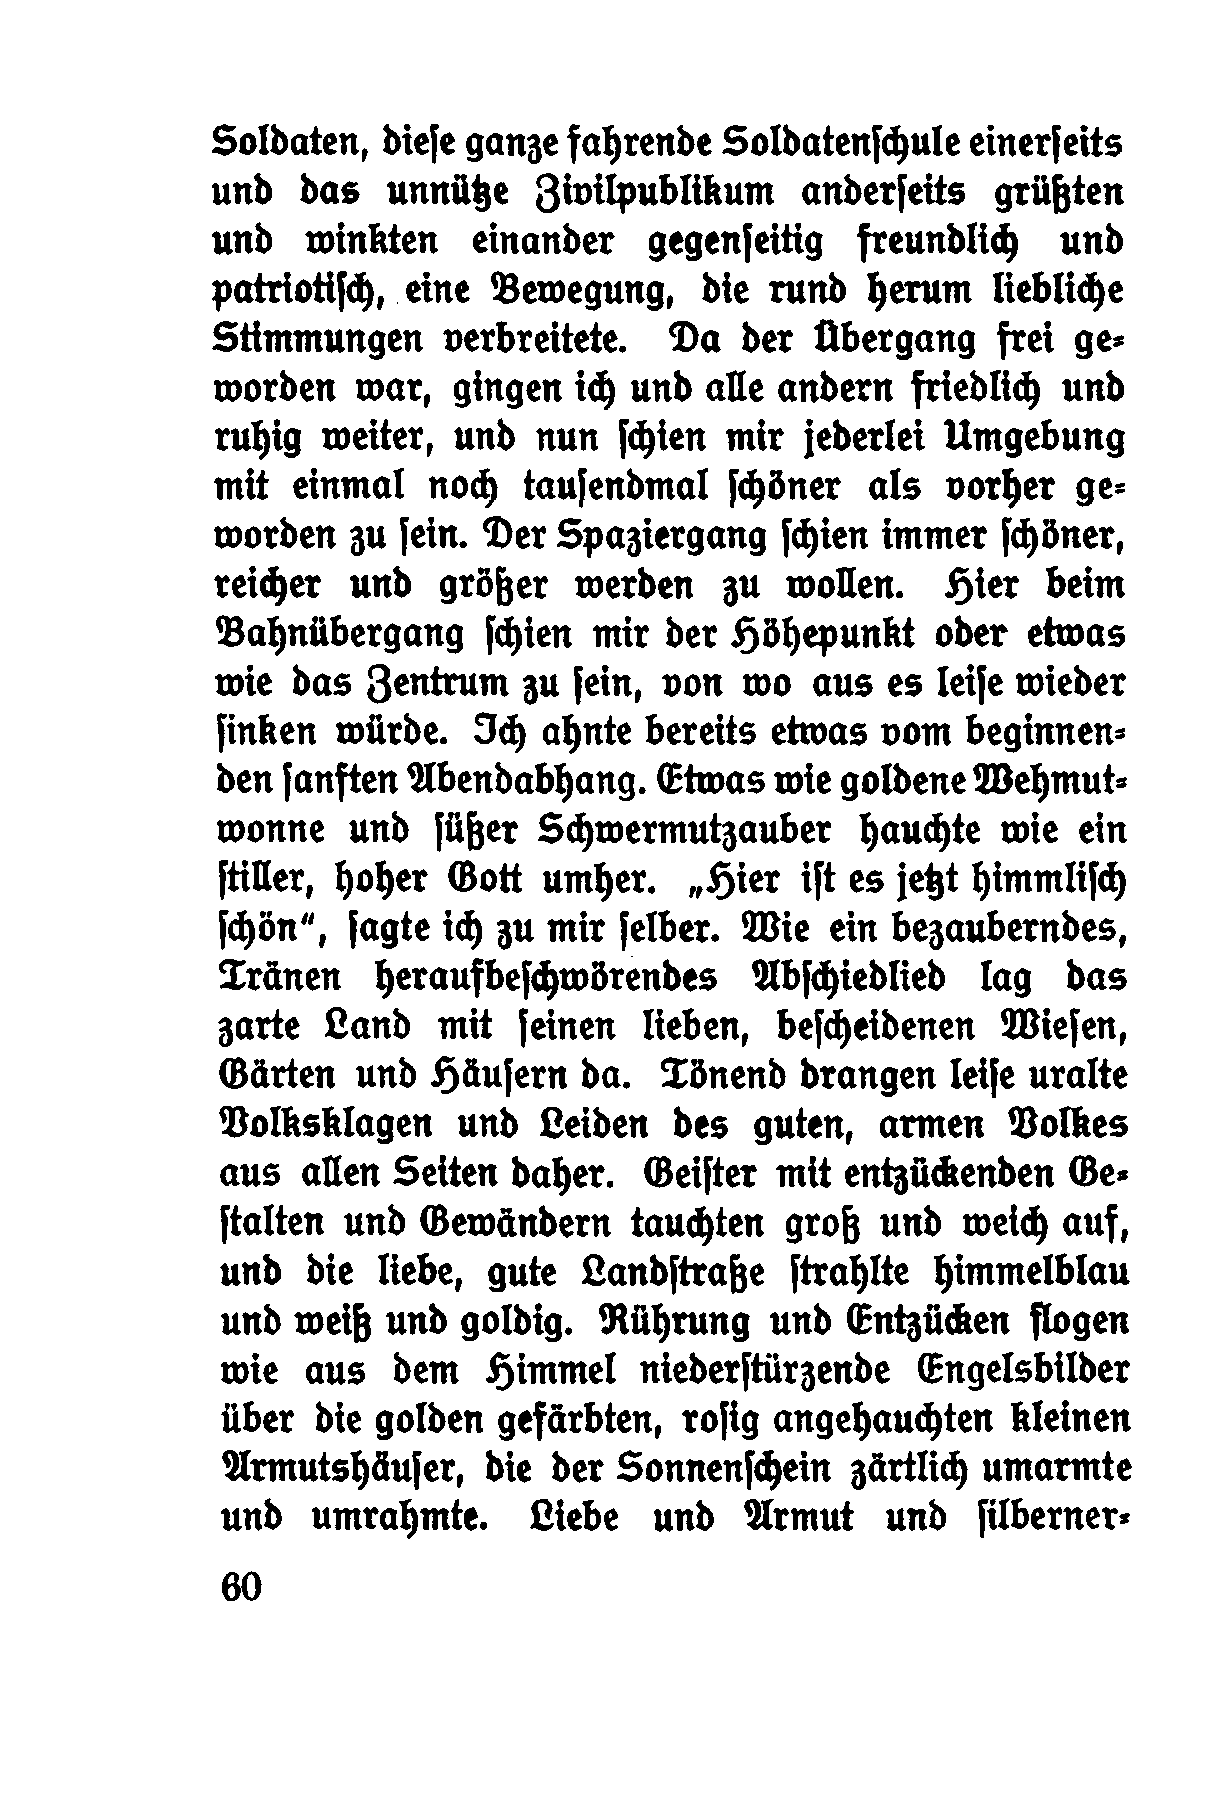 Soldaten, dieſe ganze fahrende Soldatenſchule einerſeits
und das unnütze Zivilpublikum anderſeits grüßten
und winkten einander gegenſeitig freundlich und
patriotiſch, eine Bewegung, die rund herum liebliche
Stimmungen verbreitete. Da der Übergang frei ge-
worden war, gingen ich und alle andern friedlich und
ruhig weiter, und nun ſchien mir jederlei Umgebung
mit einmal noch tauſendmal ſchöner als vorher ge-
worden zu ſein. Der Spaziergang ſchien immer ſchöner,
reicher und größer werden zu wollen. Hier beim
Bahnübergang ſchien mir der Höhepunkt oder etwas
wie das Zentrum zu ſein, von wo aus es leiſe wieder
ſinken würde. Ich ahnte bereits etwas vom beginnen-
den ſanften Abendabhang. Etwas wie goldene Wehmut-
wonne und ſüßer Schwermutzauber hauchte wie ein
ſtiller, hoher Gott umher. „Hier iſt es jetzt himmliſch
ſchön“, ſagte ich zu mir ſelber. Wie ein bezauberndes,
Tränen heraufbeſchwörendes Abſchiedlied lag das
zarte Land mit ſeinen lieben, beſcheidenen Wieſen,
Gärten und Häuſern da. Tönend drangen leiſe uralte
Volksklagen und Leiden des guten, armen Volkes
aus allen Seiten daher. Geiſter mit entzückenden Ge-
ſtalten und Gewändern tauchten groß und weich auf,
und die liebe, gute Landſtraße ſtrahlte himmelblau
und weiß und goldig. Rührung und Entzücken flogen
wie aus dem Himmel niederſtürzende Engelsbilder
über die golden gefärbten, roſig angehauchten kleinen
Armutshäuſer, die der Sonnenſchein zärtlich umarmte
und umrahmte. Liebe und Armut und ſilberner-
60